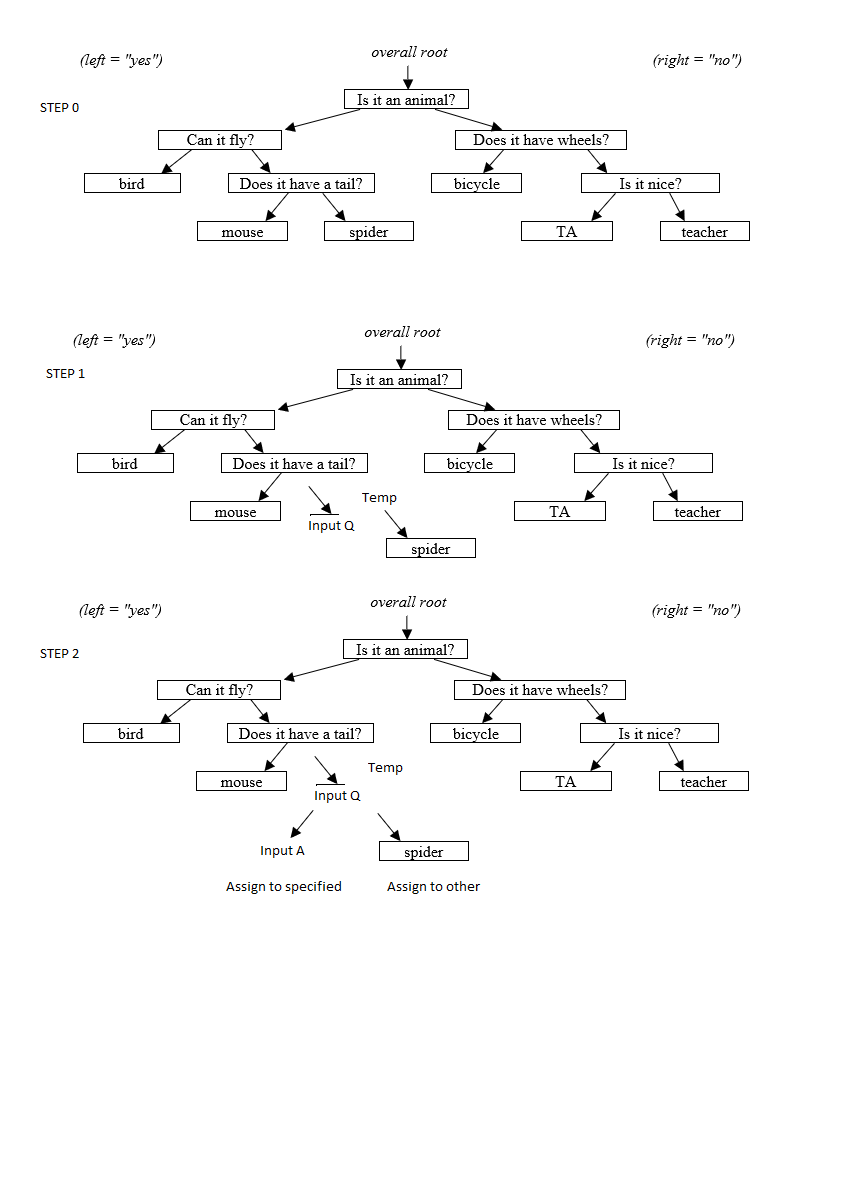 overall root
(left = "yes") (right = "no")
Is it an animal?
STEP 0
Can it fly? Does it have wheels?
bird Does it have a tail? bicycle Is it nice?
mouse spider TA teacher
overall root
(left = "yes") (right = "no")
STEP 1
Is it an animal?
Can it fly? Does it have wheels?
bird Does it have a tail? bicycle Is it nice?
Temp
mouse TA teacher
Input Q
spider
overall root
(left = "yes") (right = "no")
Is it an animal?
STEP 2
Can it fly? Does it have wheels?
bird Does it have a tail? bicycle Is it nice?
Temp
mouse TA teacher
Input Q
Input A spider
Assign to specified Assign to other